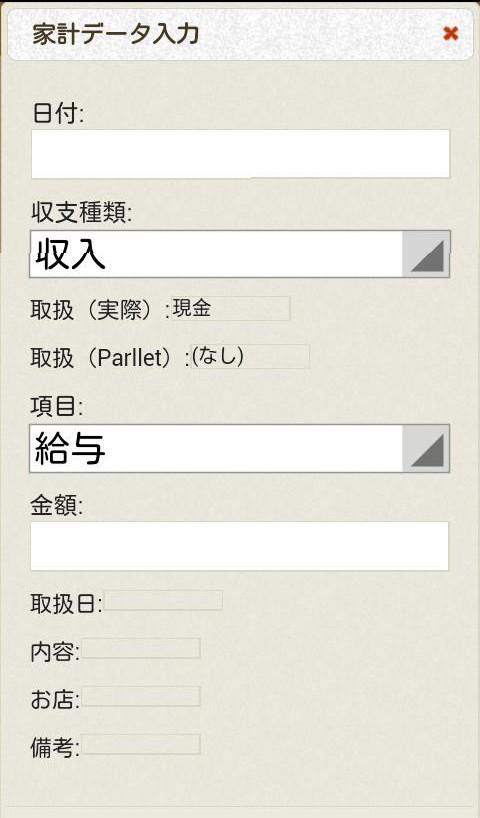 家計データ入力
日付:
収支種類:
収入
取扱（実際）:現金
取扱（Parllet）:(なし)
項目:
給与
金額:
取扱日:
内容:
お店:
備考: